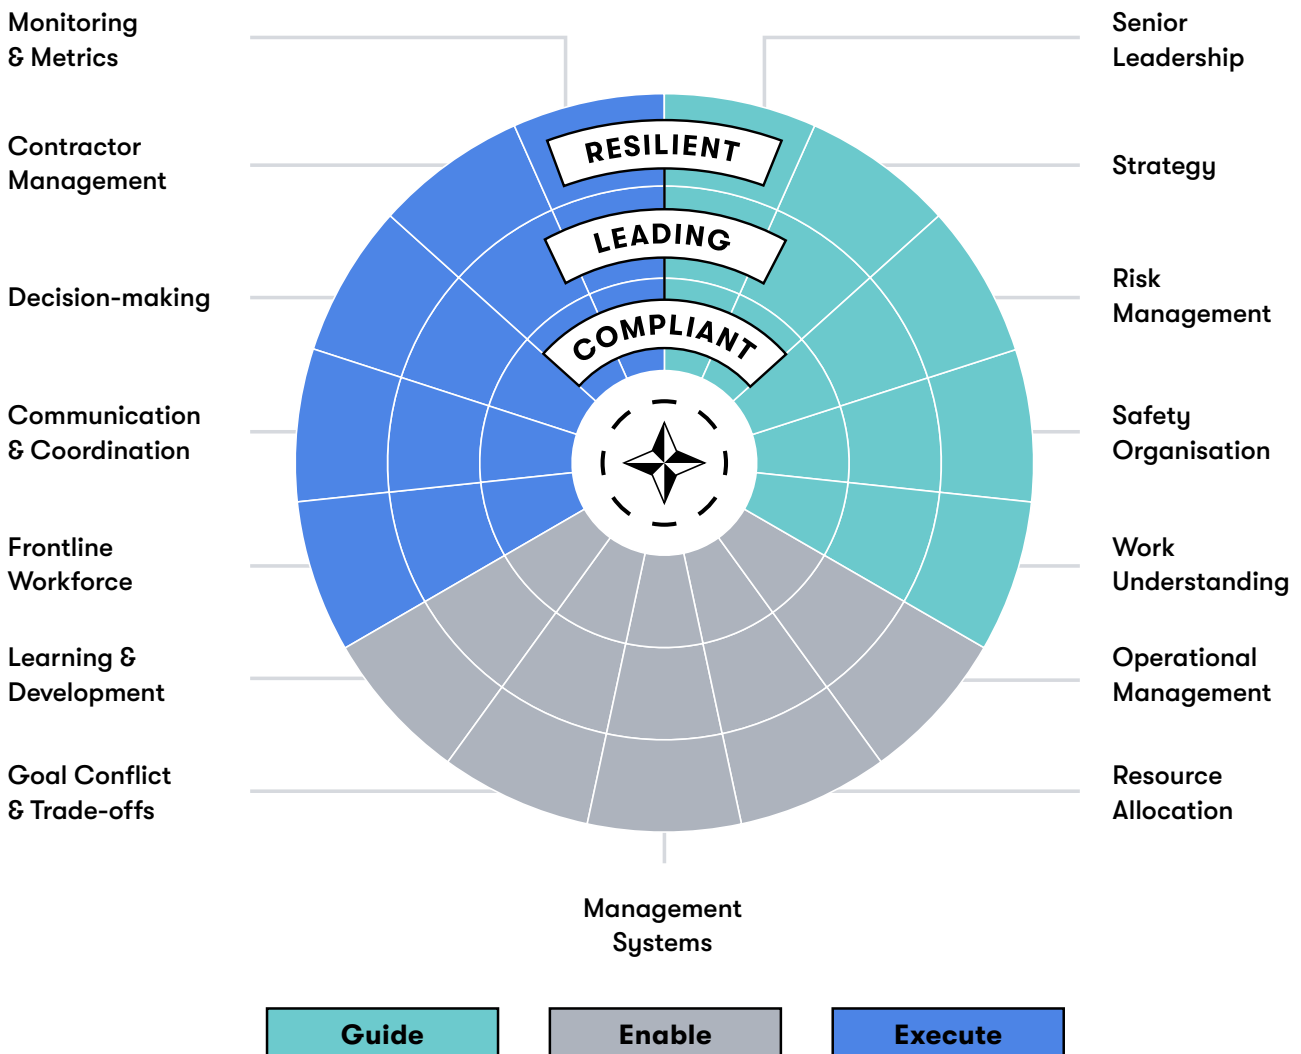 Monitoring
& Metrics
Senior
Leadership
Contractor
Management
Strategy
Decision-making
Risk
Management
Communication
& Coordination
Safety
Organisation
Frontline
Workforce
Work
Understanding
Learning &
Development
Operational
Management
Goal Conflict
& Trade-offs
Resource
Allocation
Management
Systems
RESILIENT
LEADING
COMPLIANT
Guide
Enable
Execute